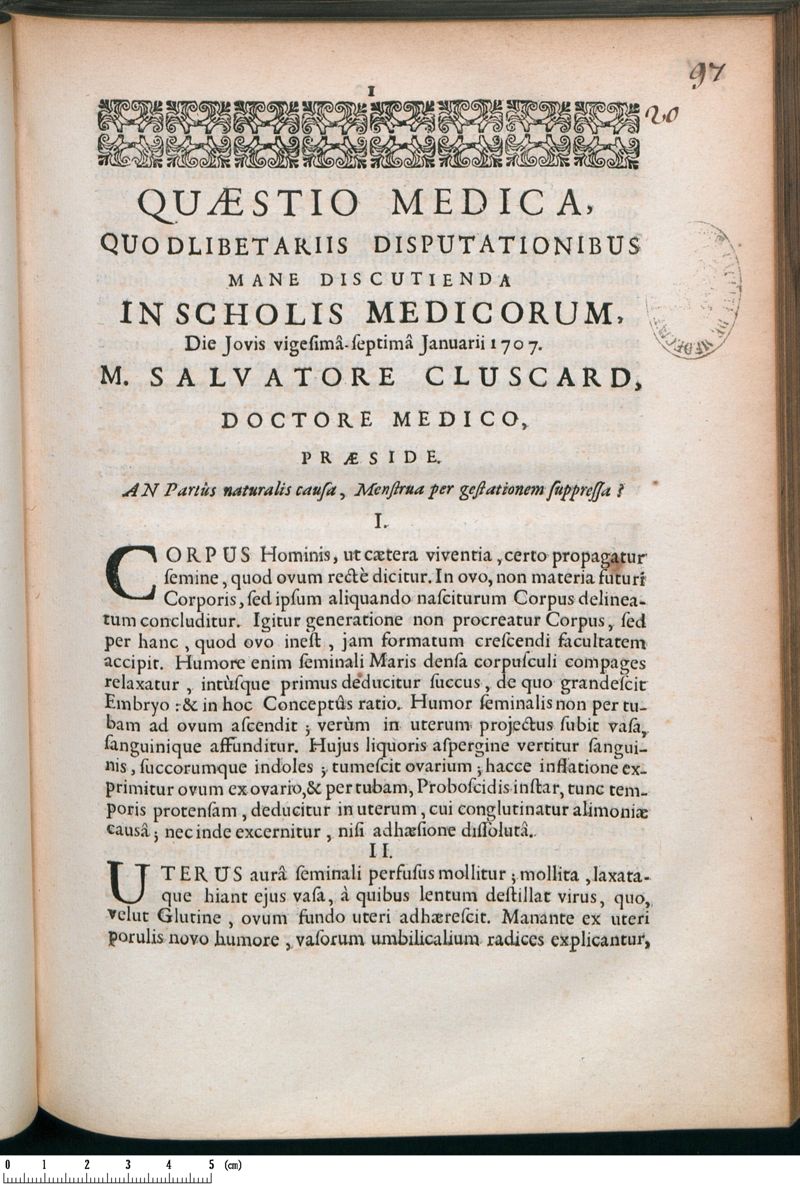 97
1
20
QUÆSTIO MEDICA,
QUODLIBETARIIS DISPUTATIONIBUS
MANE DISCUTIENDA
IN SCHOLIS MEDICORUM,
Die Jovis vigeſimâ-ſeptimâ Januarii 1707.
M. SALVATORE CLUSCARD,
DOCTORE MEDICO,
PRÆSIDE.
AN Partûs naturalis cauſa, Menſtrua per geſtationem ſuppreſſa?
I.
CORPUS Hominis, ut cætera viventia, certo propagatur
ſemine, quod ovum rectè dicitur. In ovo, non materia futuri
Corporis, ſed ipſum aliquando naſciturum Corpus delinea-
tum concluditur. Igitur generatione non procreatur Corpus, ſed
per hanc, quod ovo ineſt, jam formatum creſcendi facultatem
accipit. Humore enim ſeminali Maris denſa corpuſculi compages
relaxatur, intùſque primus deducitur ſuccus, de quo grandeſcit
Embryo: & in hoc Conceptûs ratio. Humor ſeminalis non per tu-
bam ad ovum aſcendit; verùm in uterum projectus ſubit vaſa,
ſanguinique affunditur. Hujus liquoris aſpergine vertitur ſangui-
nis, ſuccorumque indoles; tumeſcit ovarium; hacce inflatione ex-
primitur ovum ex ovario, & per tubam, Proboſcidis inſtar, tunc tem-
poris protenſam, deducitur in uterum, cui conglutinatur alimoniæ
causâ; nec inde excernitur, niſi adhæſione diſſolutâ.
II.
UTERUS aurâ ſeminali perfuſus mollitur; mollita, laxata-
que hiant ejus vaſa, à quibus lentum deſtillat virus, quo,
velut Glutine, ovum fundo uteri adhæreſcit. Manante ex uteri
porulis novo humore, vaſorum umbilicalium radices explicantur,
0 1 2 3 4 5 (cm)